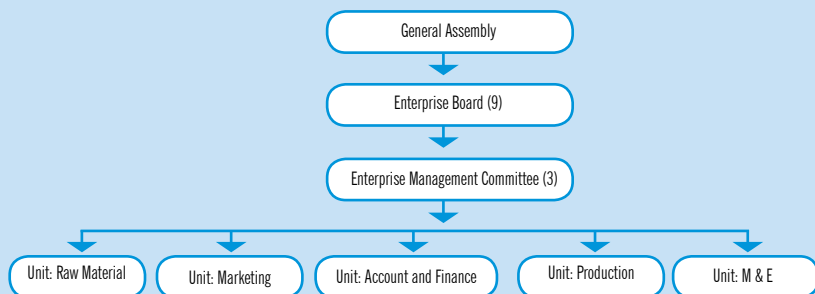 General Assembly
Enterprise Board (9)
Enterprise Management Committee (3)
Unit: Raw Material
Unit: Marketing
Unit: Account and Finance
Unit: Production
Unit: M & E